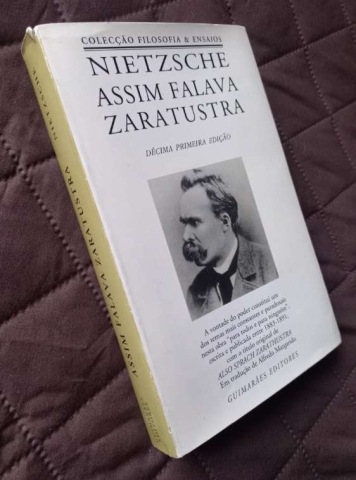 COLECÇÃO FILOSOFIA & ENSAIOS
NIETZSCHE
ASSIM FALAVA
ZARATUSTRA
DÉCIMA PRIMEIRA EDIÇÃO
A vontade do poder constitui um
dos temas mais constantes e
nesta obra "para todos e para ninguém",
escrita e publicada entre 1883-1891,
com o título original de
ALSO SPRACH ZARATHUSTRA
Em tradução de Alfredo Margarido
GUIMARÃES EDITORES
NIETZSCHE
ASSIM FALAVA ZARATUSTRA